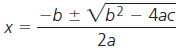 x = −b ± √b2 − 4ac
2a